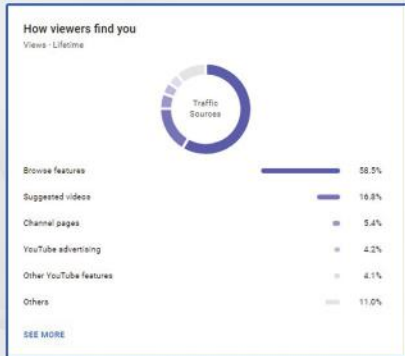 How viewers find you
Views · Lifetime
Traffic
Sources
Browse features 58.5%
Suggested videos 16.8%
Channel pages 5.4%
YouTube advertising 4.2%
Other YouTube features 4.1%
Others 11.0%
SEE MORE